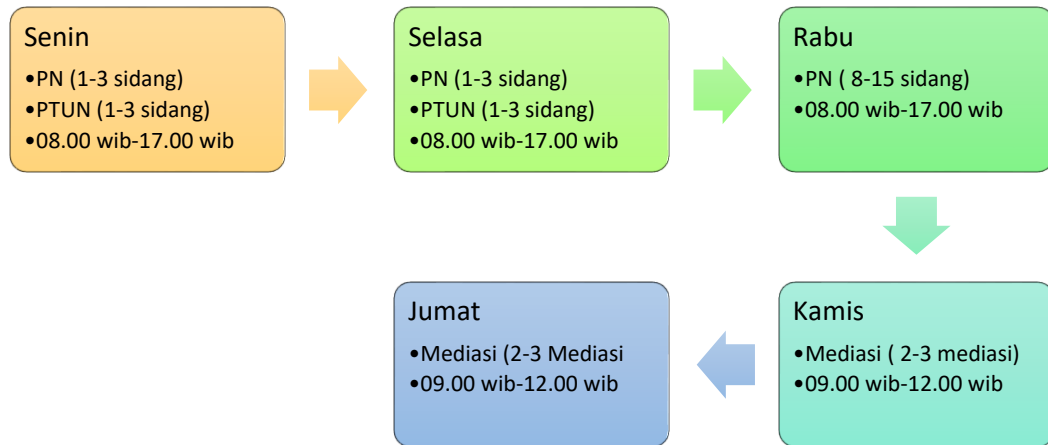 Senin
•PN (1-3 sidang)
•PTUN (1-3 sidang)
•08.00 wib-17.00 wib
Selasa
•PN (1-3 sidang)
•PTUN (1-3 sidang)
•08.00 wib-17.00 wib
Rabu
•PN ( 8-15 sidang)
•08.00 wib-17.00 wib
Kamis
•Mediasi ( 2-3 mediasi)
•09.00 wib-12.00 wib
Jumat
•Mediasi (2-3 Mediasi
•09.00 wib-12.00 wib